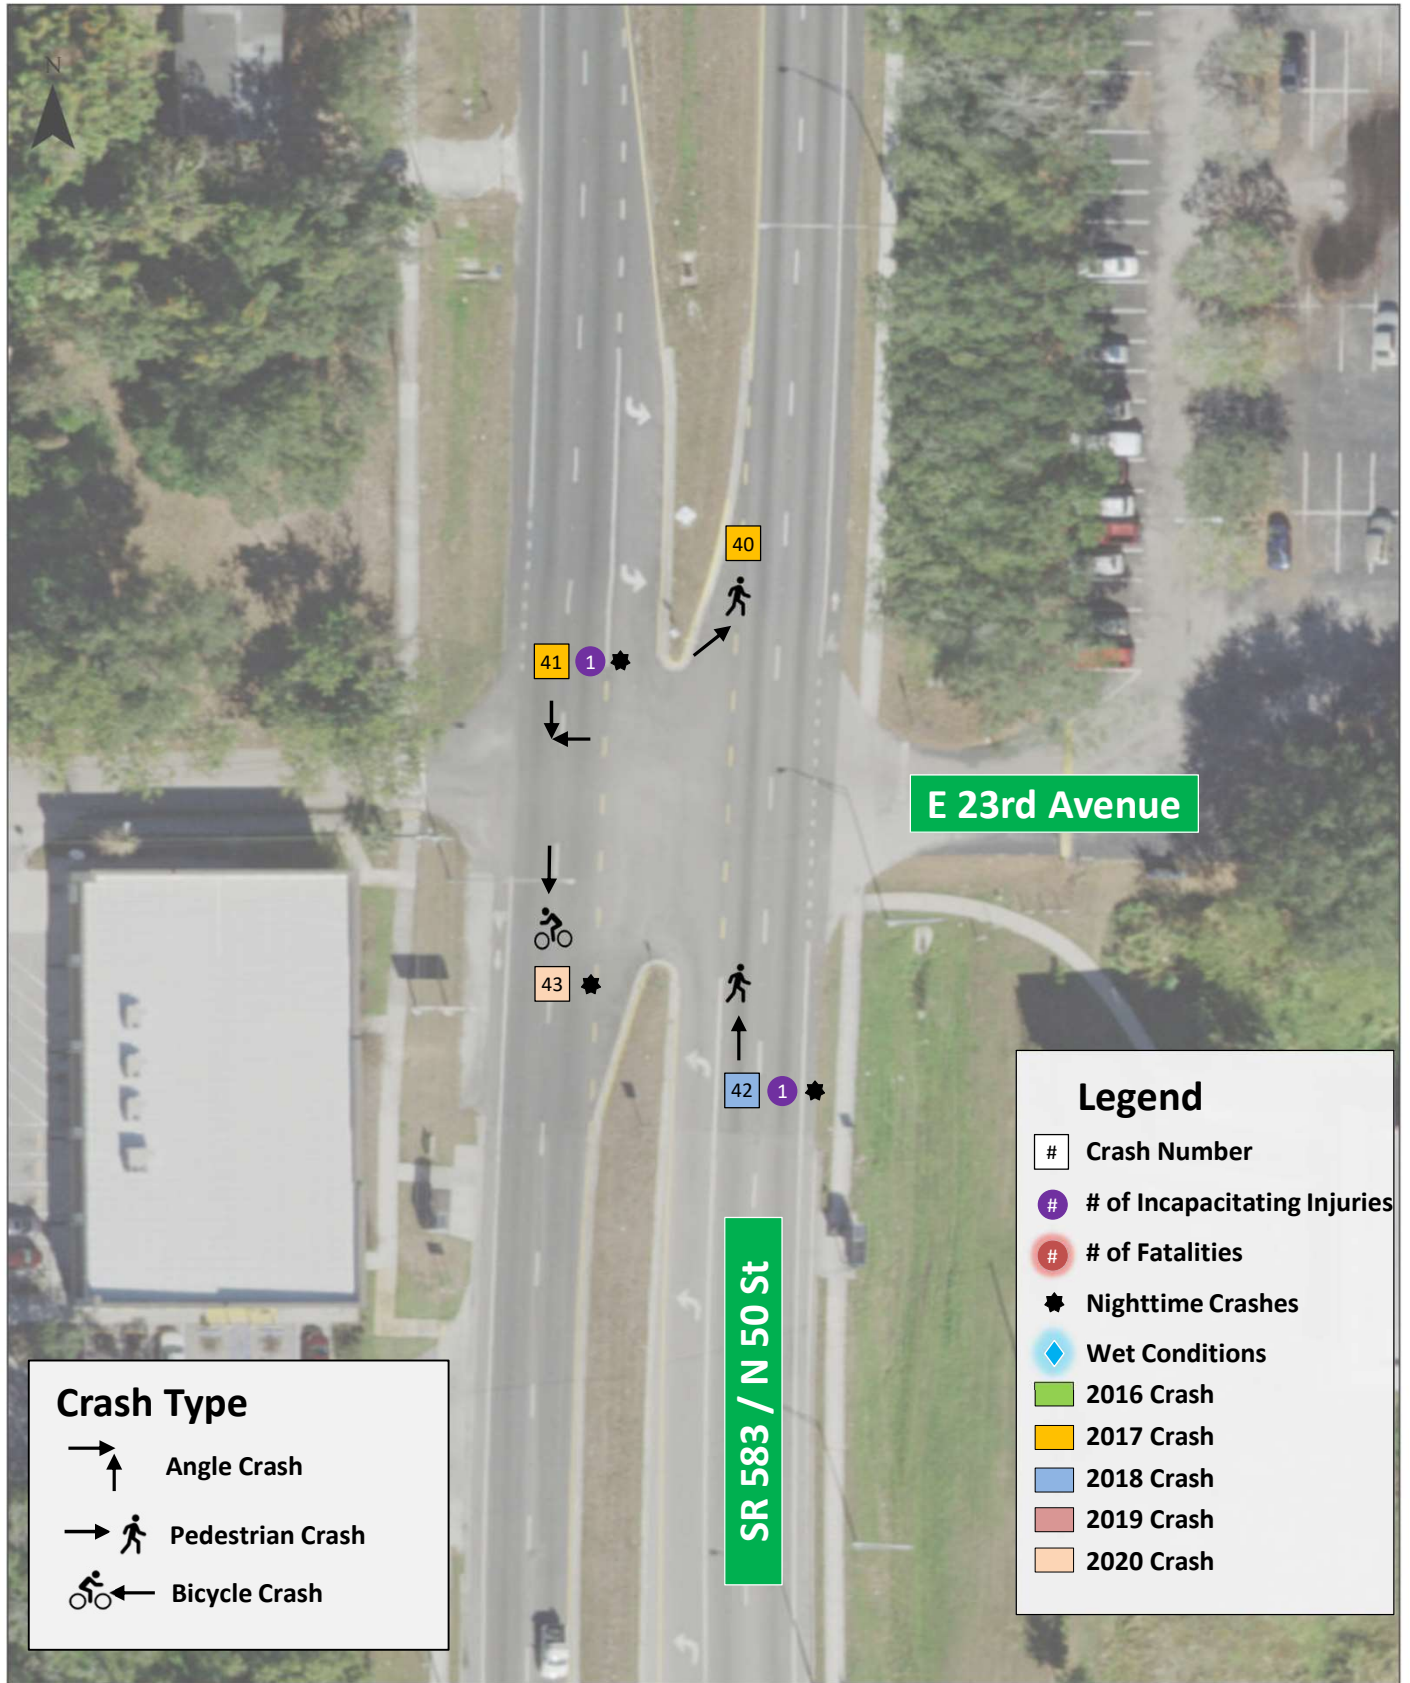 N
40
41 1
E 23rd Avenue
43
42 1
SR 583 / N 50 St
Legend
# Crash Number
# # of Incapacitating Injuries
# # of Fatalities
Nighttime Crashes
Wet Conditions
2016 Crash
2017 Crash
2018 Crash
2019 Crash
2020 Crash
Crash Type
Angle Crash
Pedestrian Crash
Bicycle Crash